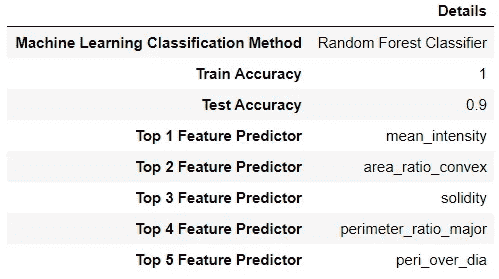 Details
Machine Learning Classification Method Random Forest Classifier
Train Accuracy 1
Test Accuracy 0.9
Top 1 Feature Predictor mean_intensity
Top 2 Feature Predictor area_ratio_convex
Top 3 Feature Predictor solidity
Top 4 Feature Predictor perimeter_ratio_major
Top 5 Feature Predictor peri_over_dia